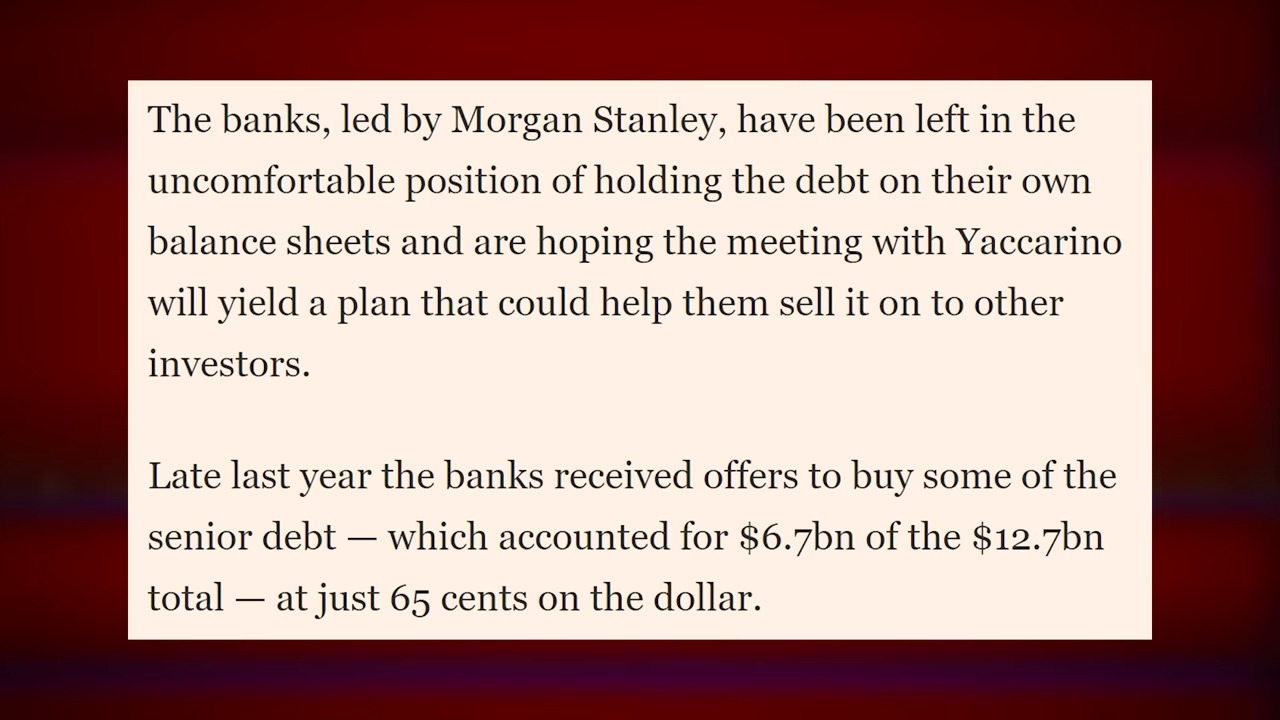 The banks, led by Morgan Stanley, have been left in the
uncomfortable position of holding the debt on their own
balance sheets and are hoping the meeting with Yaccarino
will yield a plan that could help them sell it on to other
investors.
Late last year the banks received offers to buy some of the
senior debt — which accounted for $6.7bn of the $12.7bn
total — at just 65 cents on the dollar.